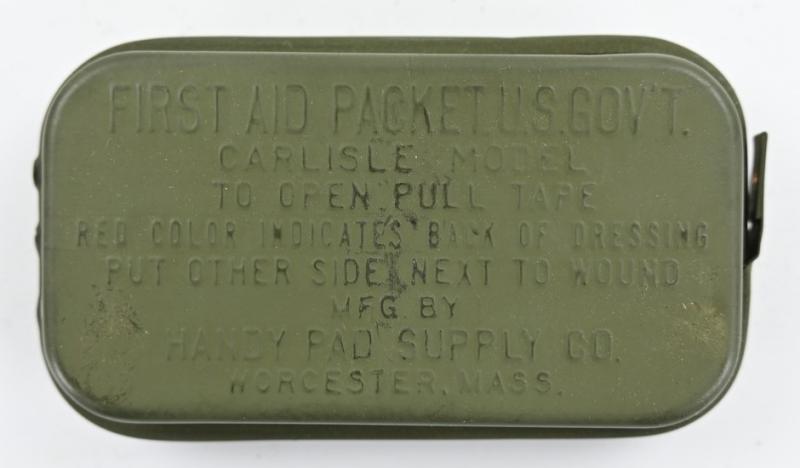 FIRST AID PACKET. U.S. GOV'T.
CARLISLE MODEL
TO OPEN PULL TAPE
RED COLOR INDICATES BACK OF DRESSING
PUT OTHER SIDE NEXT TO WOUND
MFG. BY
HANDY PAD SUPPLY CO.
WORCESTER, MASS.